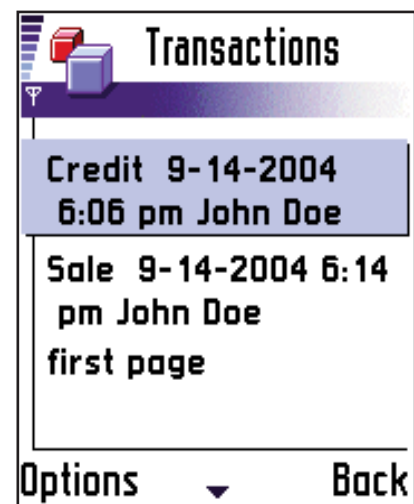 Transactions
Credit 9-14-2004
6:06 pm John Doe
Sale 9-14-2004 6:14
pm John Doe
first page
Options
Back